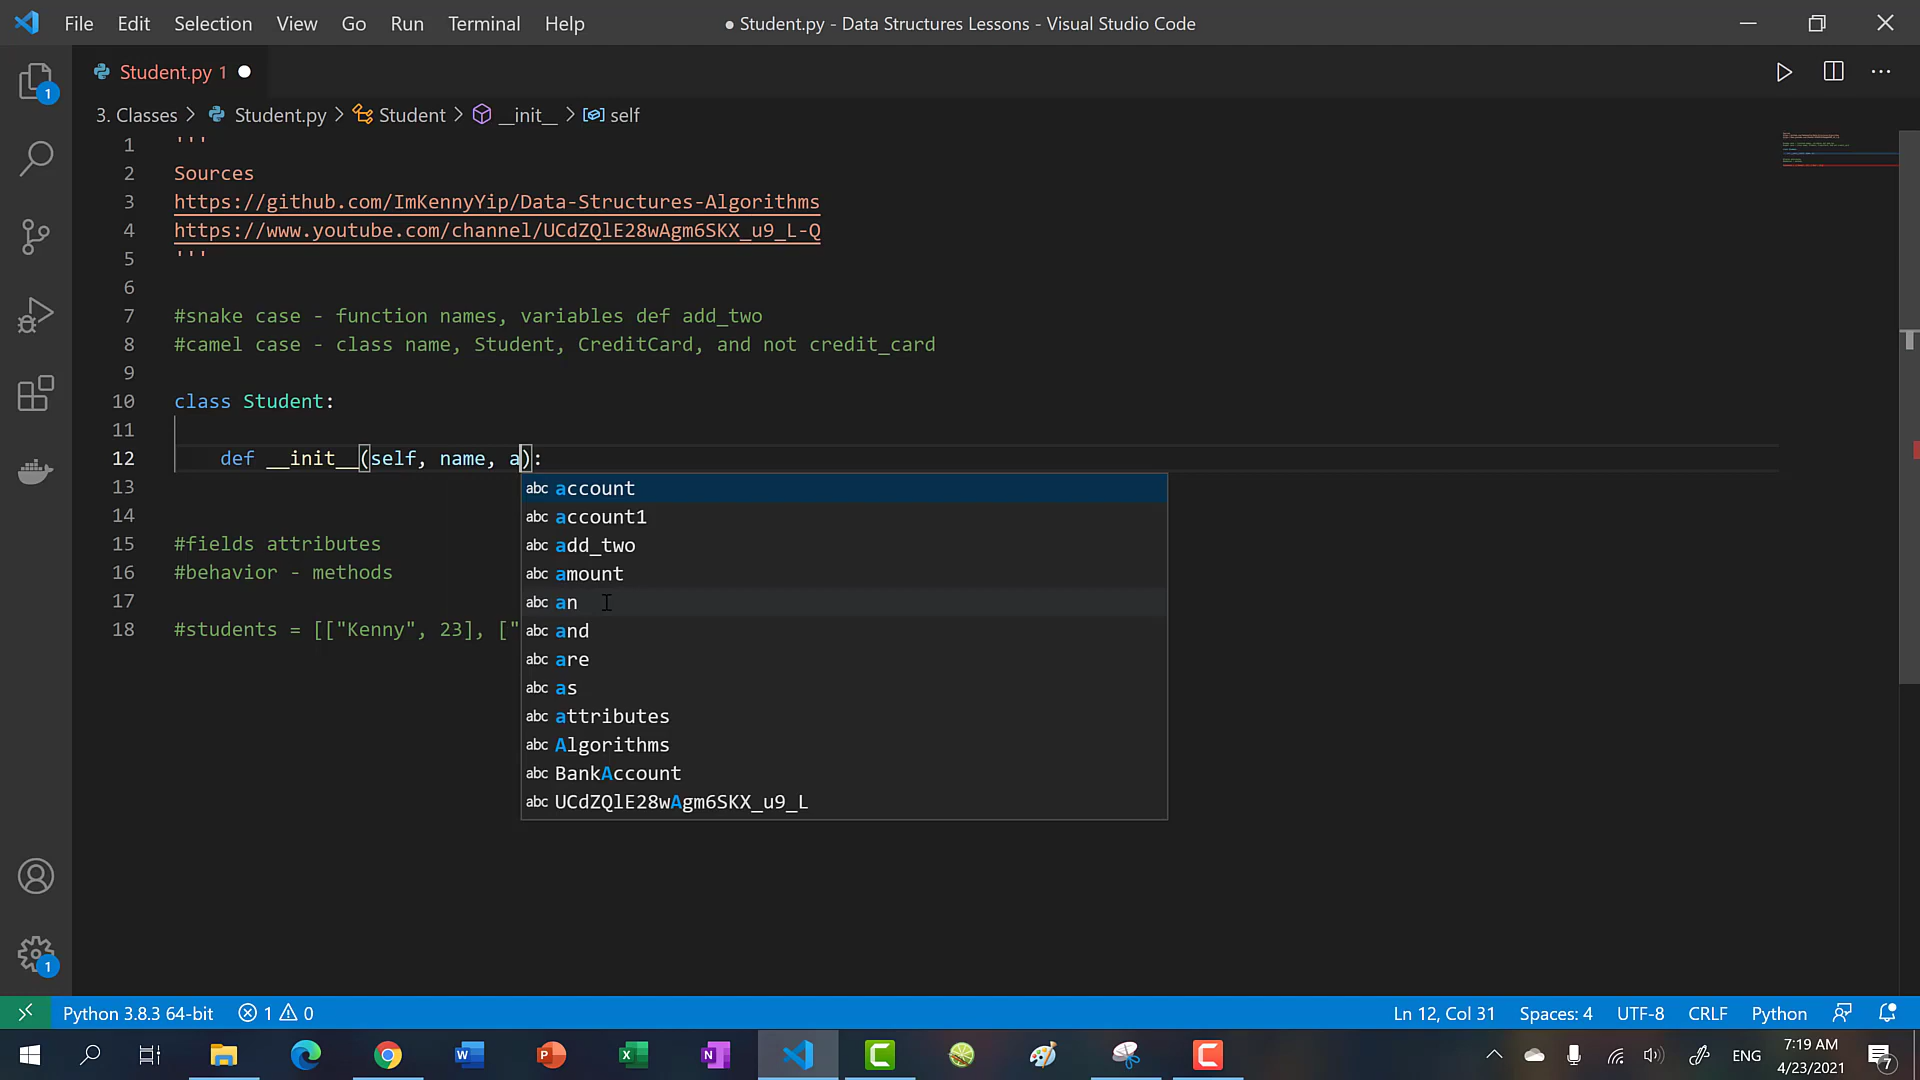 File Edit Selection View Go Run Terminal Help
● Student.py - Data Structures Lessons - Visual Studio Code
1
Student.py 1 ●
3. Classes > Student.py > Student > __init__ > self
1 '''
2 Sources
3 https://github.com/ImKennyYip/Data-Structures-Algorithms
4 https://www.youtube.com/channel/UCdZQlE28wAgm6SKX_u9_L-Q
5 '''
6
7 #snake case - function names, variables def add_two
8 #camel case - class name, Student, CreditCard, and not credit_card
9
10 class Student:
11
12 def __init__(self, name, a):
13
14
15 #fields attributes
16 #behavior - methods
17
18 #students = [["Kenny", 23], ["
abc account
abc account1
abc add_two
abc amount
abc an
abc and
abc are
abc as
abc attributes
abc Algorithms
abc BankAccount
abc UCdZQlE28wAgm6SKX_u9_L
1
Python 3.8.3 64-bit 1 0
Ln 12, Col 31 Spaces: 4 UTF-8 CRLF Python
ENG
7:19 AM
4/23/2021
7